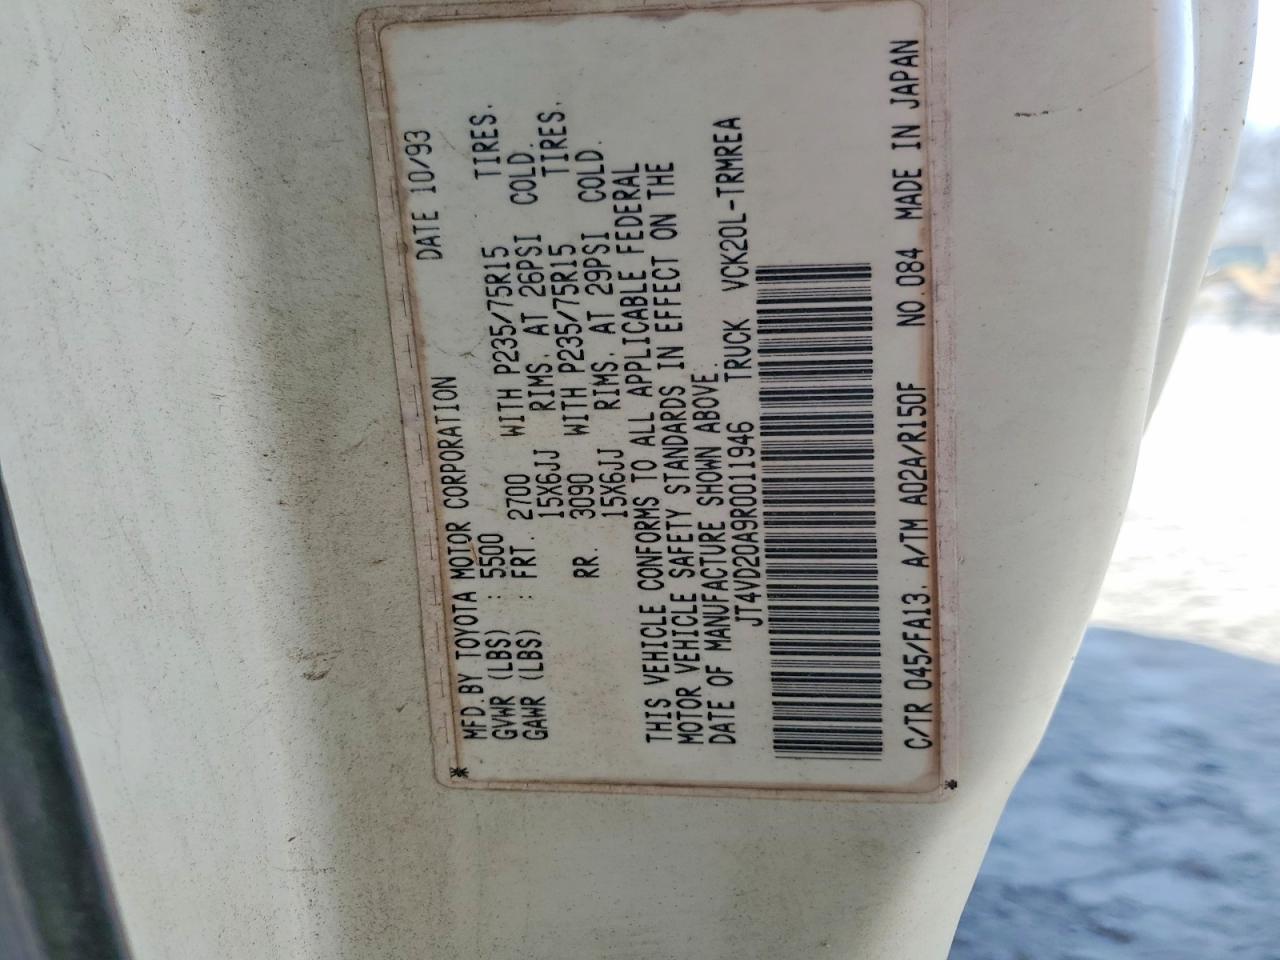 DATE 10/93
MFD. BY TOYOTA MOTOR CORPORATION
GVWR (LBS) : 5500 WITH P235/75R15 TIRES.
GAWR (LBS) : FRT. 2700 15X6JJ RIMS, AT 26PSI COLD.
WITH P235/75R15 TIRES.
RR. 3090 15X6JJ RIMS, AT 29PSI COLD.
THIS VEHICLE CONFORMS TO ALL APPLICABLE FEDERAL
MOTOR VEHICLE SAFETY STANDARDS IN EFFECT ON THE
DATE OF MANUFACTURE SHOWN ABOVE.
JT4VD20A9R0011946 TRUCK VCK20L-TRMREA
C/TR 045/FA13, A/TM A02A/R150F NO.084 MADE IN JAPAN